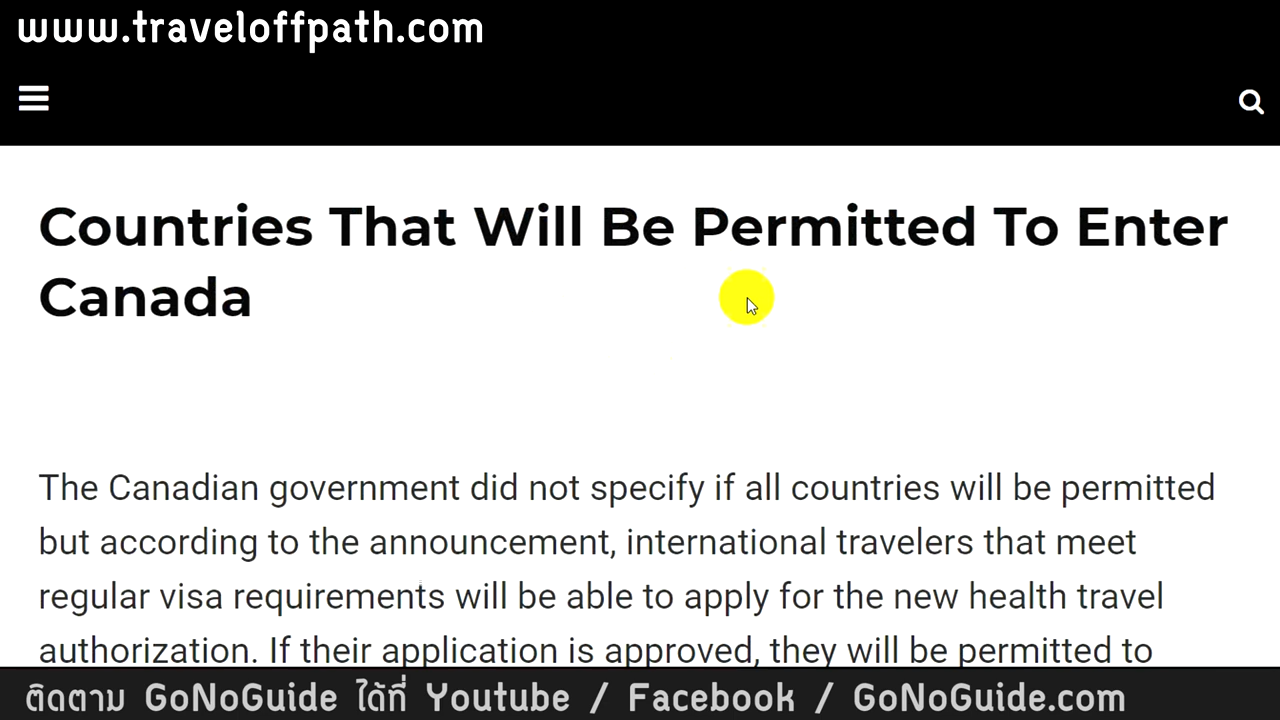 www.traveloffpath.com
Countries That Will Be Permitted To Enter
Canada
The Canadian government did not specify if all countries will be permitted
but according to the announcement, international travelers that meet
regular visa requirements will be able to apply for the new health travel
authorization. If their application is approved, they will be permitted to
ติดตาม GoNoGuide ได้ที่ Youtube / Facebook / GoNoGuide.com